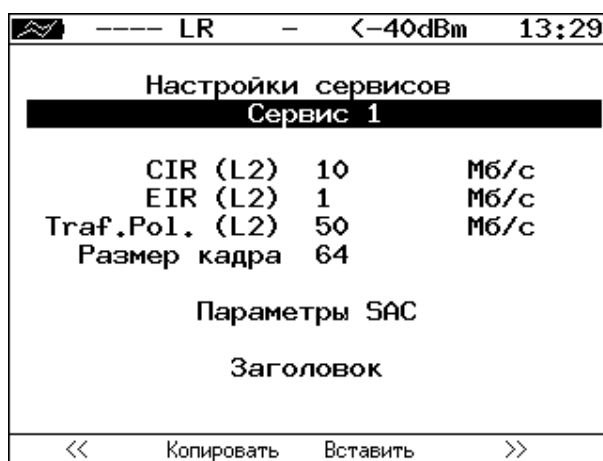 ---- LR - <-40dBm 13:29
Настройки сервисов
Сервис 1
CIR (L2) 10 Мб/с
EIR (L2) 1 Мб/с
Traf.Pol. (L2) 50 Мб/с
Размер кадра 64
Параметры SAC
Заголовок
<< Копировать Вставить >>